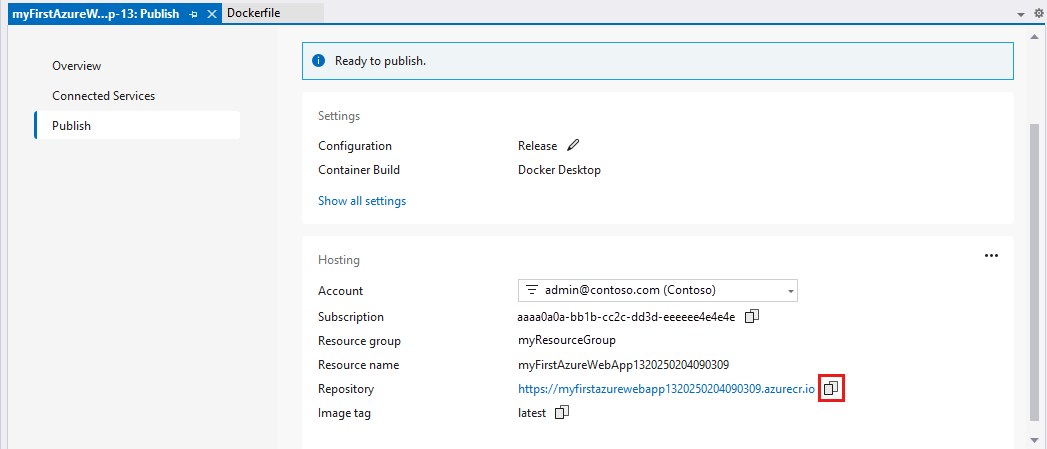 myFirstAzureW...p-13: Publish Dockerfile
Overview
Connected Services
Publish
Ready to publish.
Settings
Configuration Release
Container Build Docker Desktop
Show all settings
Hosting
Account admin@contoso.com (Contoso)
Subscription aaaa0a0a-bb1b-cc2c-dd3d-eeeeee4e4e4e
Resource group myResourceGroup
Resource name myFirstAzureWebApp1320250204090309
Repository https://myfirstazurewebapp1320250204090309.azurecr.io
Image tag latest